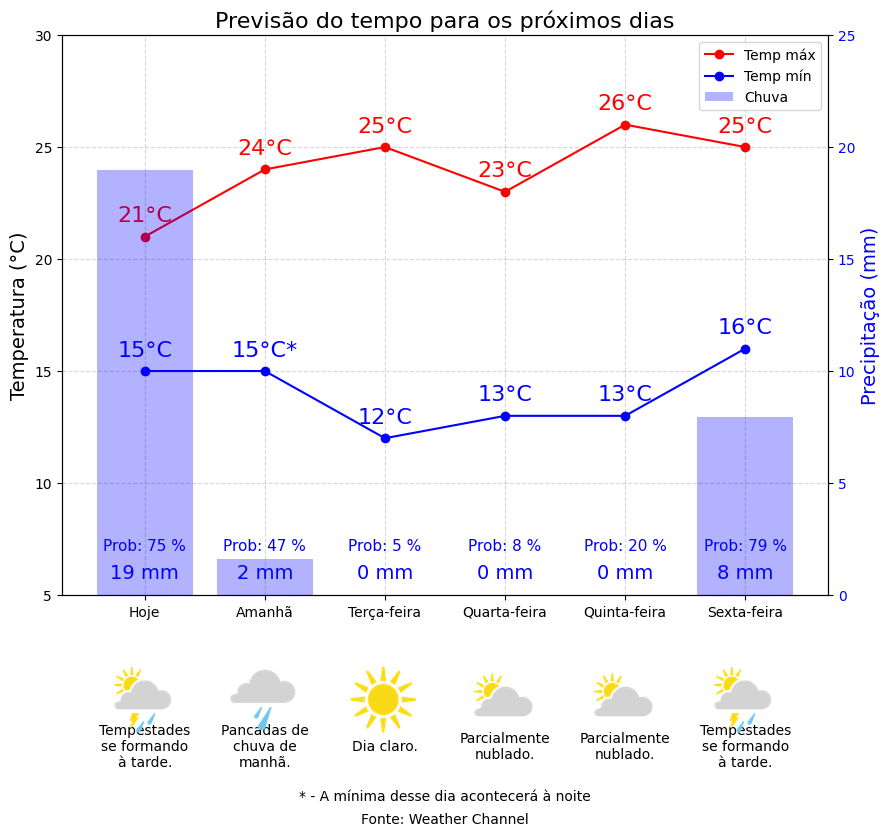 Previsão do tempo para os próximos dias
30
25
20
15
10
5
Temperatura (°C)
25
20
15
10
5
0
Precipitação (mm)
Temp máx
Temp mín
Chuva
21°C
24°C
25°C
23°C
26°C
25°C
15°C
15°C*
12°C
13°C
13°C
16°C
Prob: 75 %
Prob: 47 %
Prob: 5 %
Prob: 8 %
Prob: 20 %
Prob: 79 %
19 mm
2 mm
0 mm
0 mm
0 mm
8 mm
Hoje
Amanhã
Terça-feira
Quarta-feira
Quinta-feira
Sexta-feira
Tempestades
se formando
à tarde.
Pancadas de
chuva de
manhã.
Dia claro.
Parcialmente
nublado.
Parcialmente
nublado.
Tempestades
se formando
à tarde.
* - A mínima desse dia acontecerá à noite
Fonte: Weather Channel